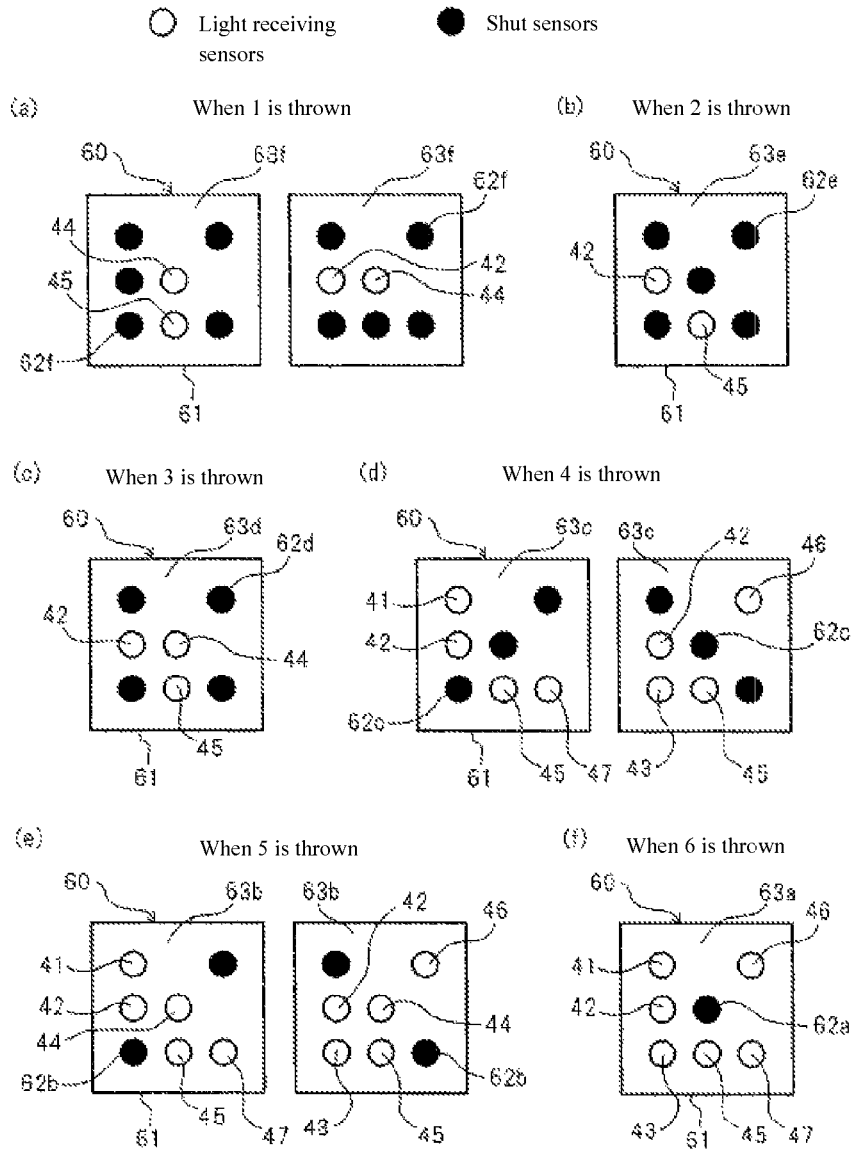 Light receiving
sensors
Shut sensors
(a) When 1 is thrown
60 63f 63f
62f
44
42
45
44
62f
61
(b) When 2 is thrown
60 63a
62e
42
45
61
(c) When 3 is thrown
60 63d
62d
42
44
45
61
(d) When 4 is thrown
60 63c 63c 42 46
41
42
62c
62c
45 47 43 45
61
(e) When 5 is thrown
60 63b 63b 42 46
41
42
44
44
62b
62b
45 47 43 45
61
(f) When 6 is thrown
60 63a 46
41
42
62a
43 61 45 47